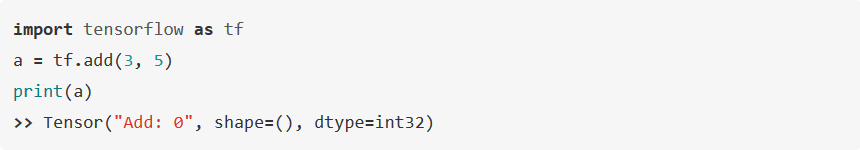 import tensorflow as tf
a = tf.add(3, 5)
print(a)
>> Tensor("Add: 0", shape=(), dtype=int32)